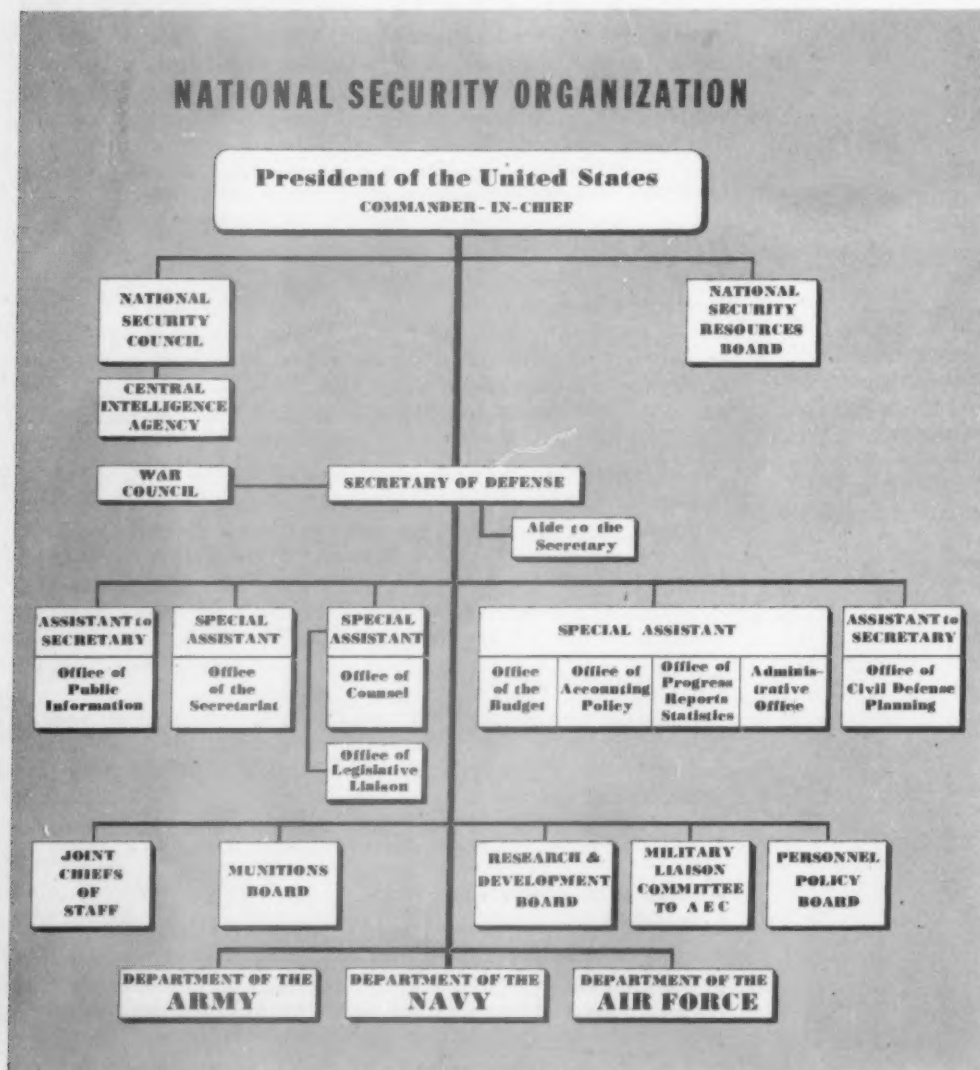 NATIONAL SECURITY ORGANIZATION
President of the United States
COMMANDER-IN-CHIEF
NATIONAL
SECURITY
COUNCIL
NATIONAL
SECURITY
RESOURCES
BOARD
CENTRAL
INTELLIGENCE
AGENCY
WAR
COUNCIL
SECRETARY OF DEFENSE
Aide to the
Secretary
ASSISTANT to
SECRETARY
Office of
Public
Information
SPECIAL
ASSISTANT
Office
of the
Secretariat
SPECIAL
ASSISTANT
Office of
Counsel
Office of
Legislative
Liaison
SPECIAL ASSISTANT
Office
of the
Budget
Office of
Accounting
Policy
Office of
Progress
Reports
Statistics
Adminis-
trative
Office
ASSISTANT to
SECRETARY
Office of
Civil Defense
Planning
JOINT
CHIEFS
OF
STAFF
MUNITIONS
BOARD
RESEARCH &
DEVELOPMENT
BOARD
MILITARY
LIAISON
COMMITTEE
TO A E C
PERSONNEL
POLICY
BOARD
DEPARTMENT OF THE
ARMY
DEPARTMENT OF THE
NAVY
DEPARTMENT OF THE
AIR FORCE